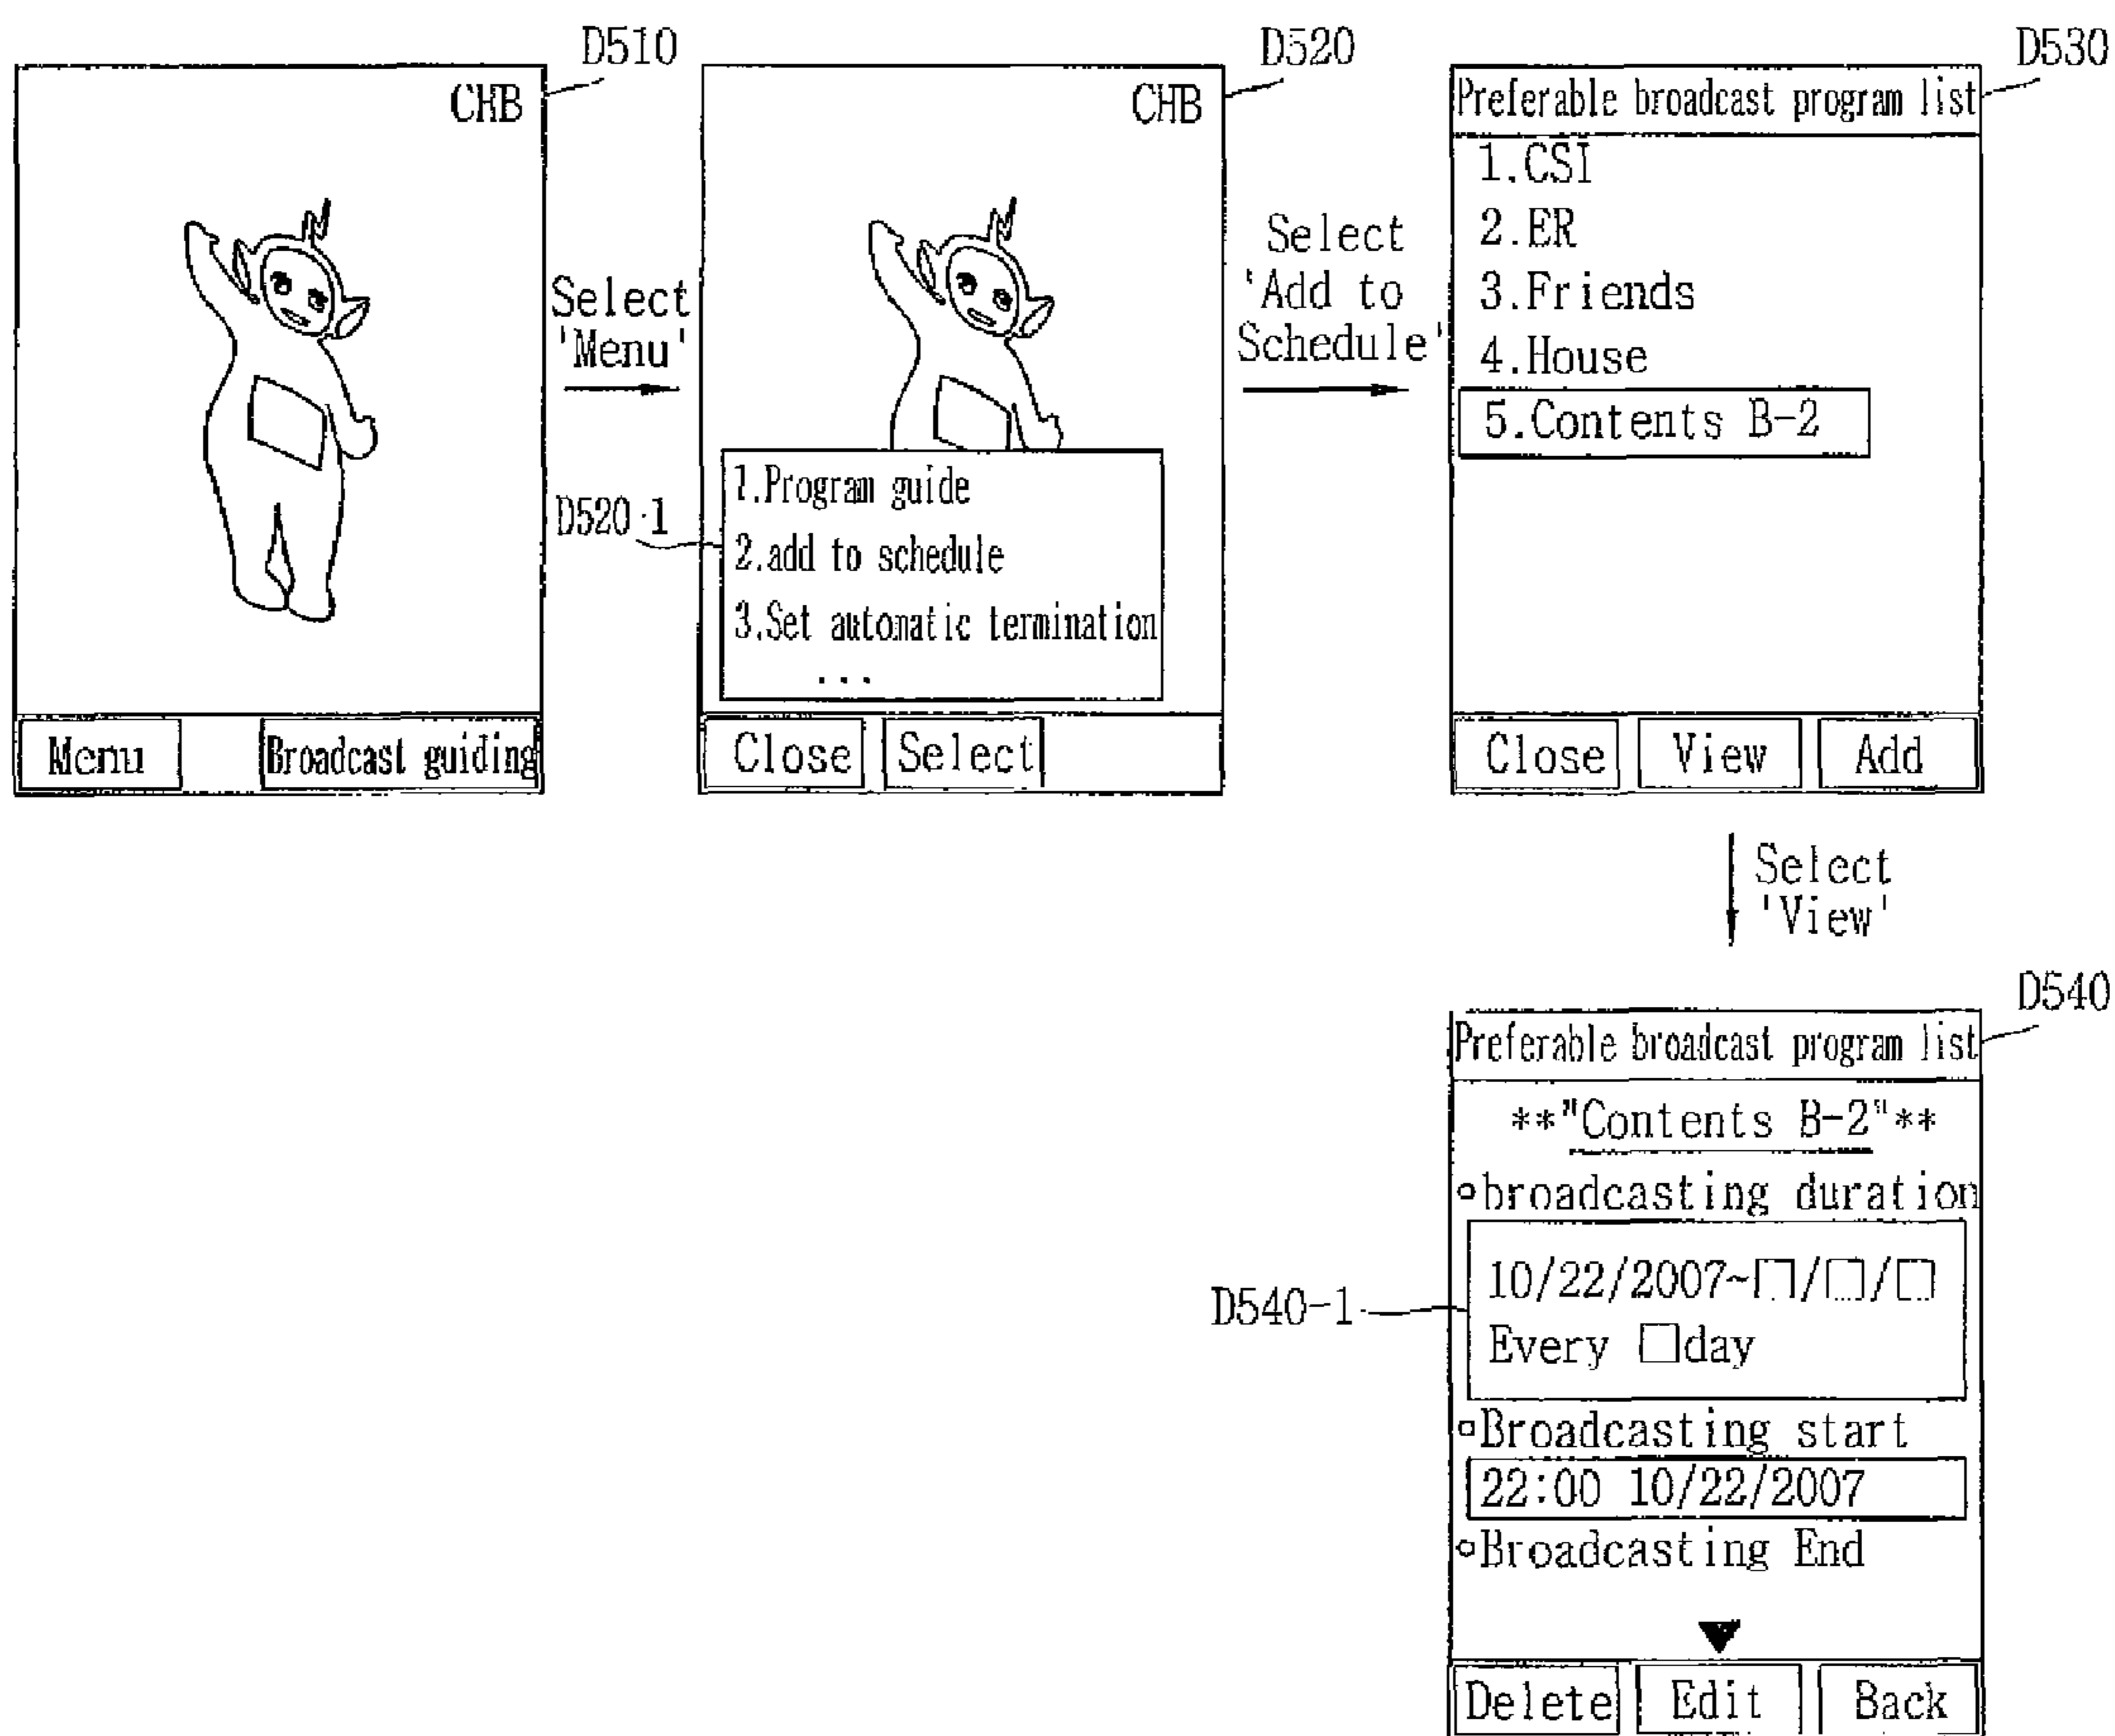 D510
CHB
Menu
Broadcast guiding
Select
'Menu'
D520
CHB
D520-1
1.Program guide
2.add to schedule
3.Set automatic termination
...
Close
Select
Select
'Add to
Schedule'
D530
Preferable broadcast program list
1.CSI
2.ER
3.Friends
4.House
5.Contents B-2
Close
View
Add
Select
'View'
D540
Preferable broadcast program list
**"Contents B-2"**
broadcasting duration
D540-1
10/22/2007~□/□/□
Every □day
Broadcasting start
22:00 10/22/2007
Broadcasting End
Delete
Edit
Back